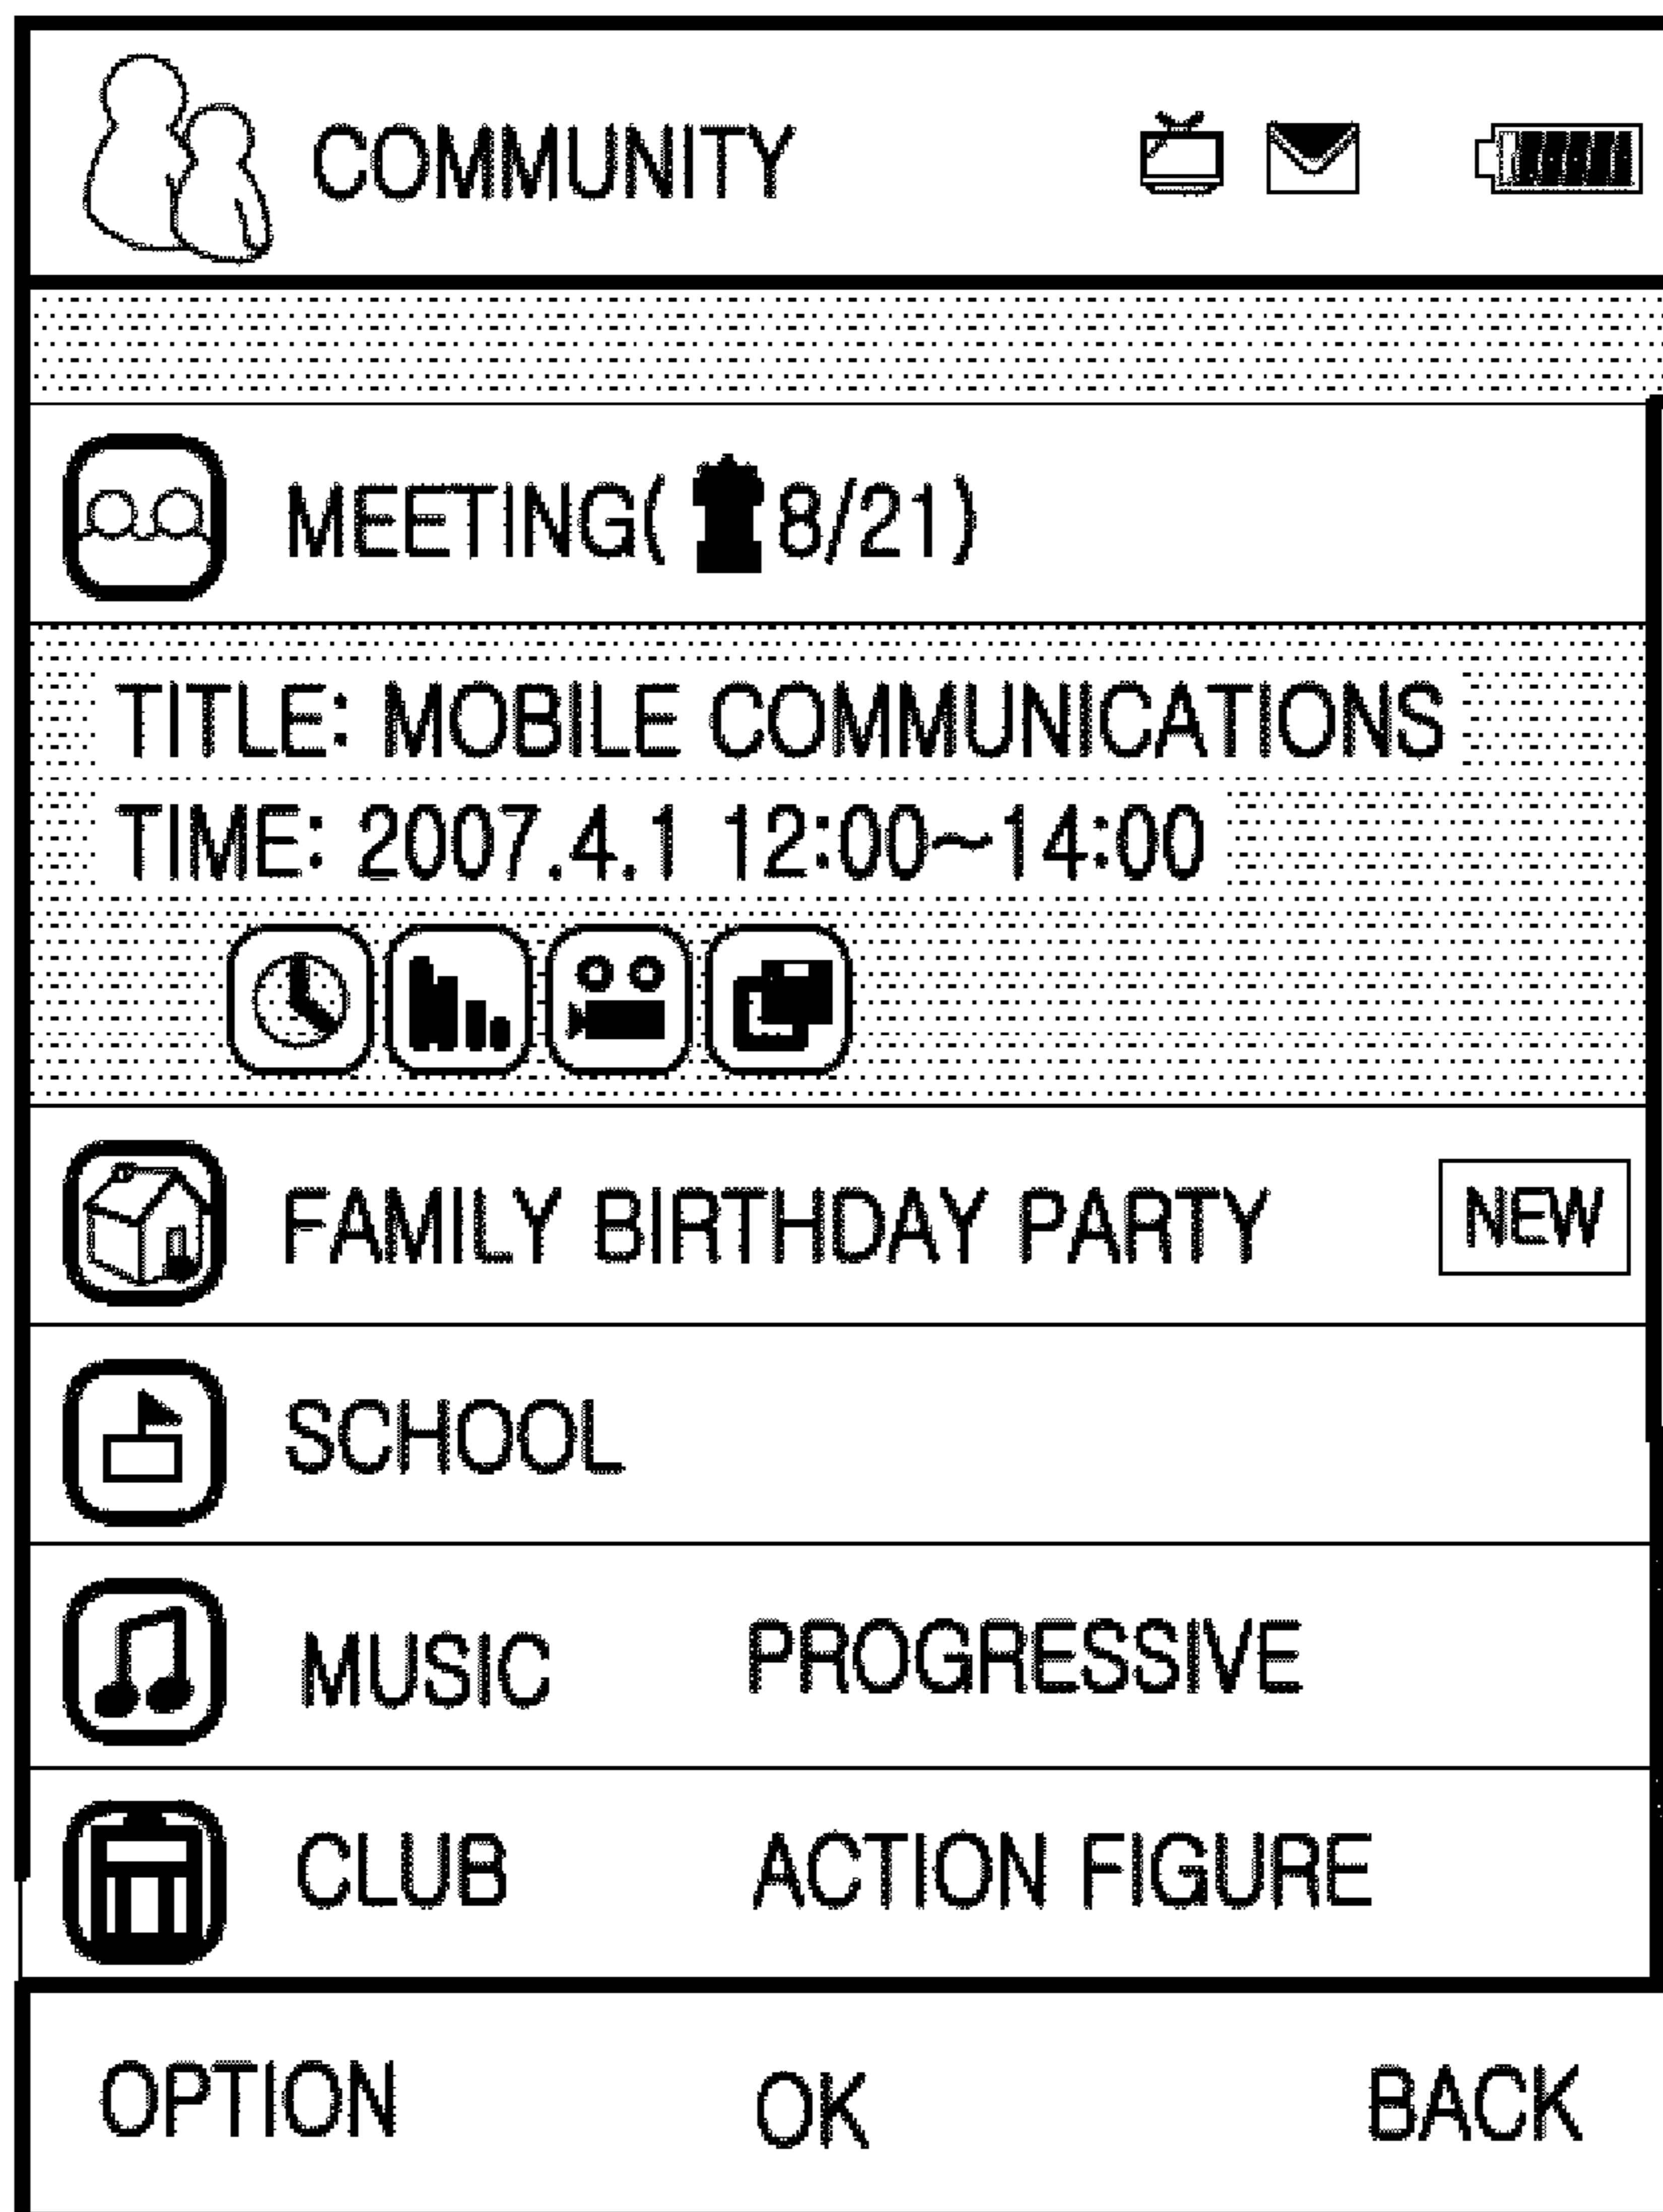 COMMUNITY
MEETING( 8/21)
TITLE: MOBILE COMMUNICATIONS
TIME: 2007.4.1 12:00~14:00
FAMILY BIRTHDAY PARTY NEW
SCHOOL
MUSIC PROGRESSIVE
CLUB ACTION FIGURE
OPTION OK BACK